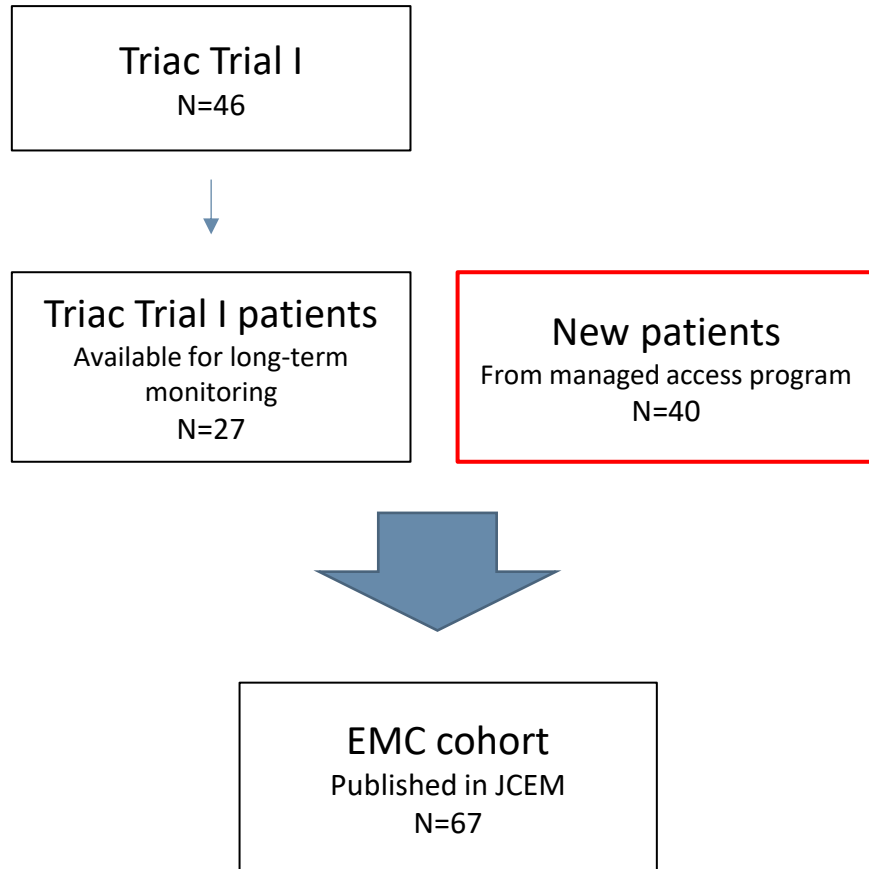 Triac Trial I
N=46
Triac Trial I patients
Available for long-term
monitoring
N=27
New patients
From managed access program
N=40
EMC cohort
Published in JCEM
N=67